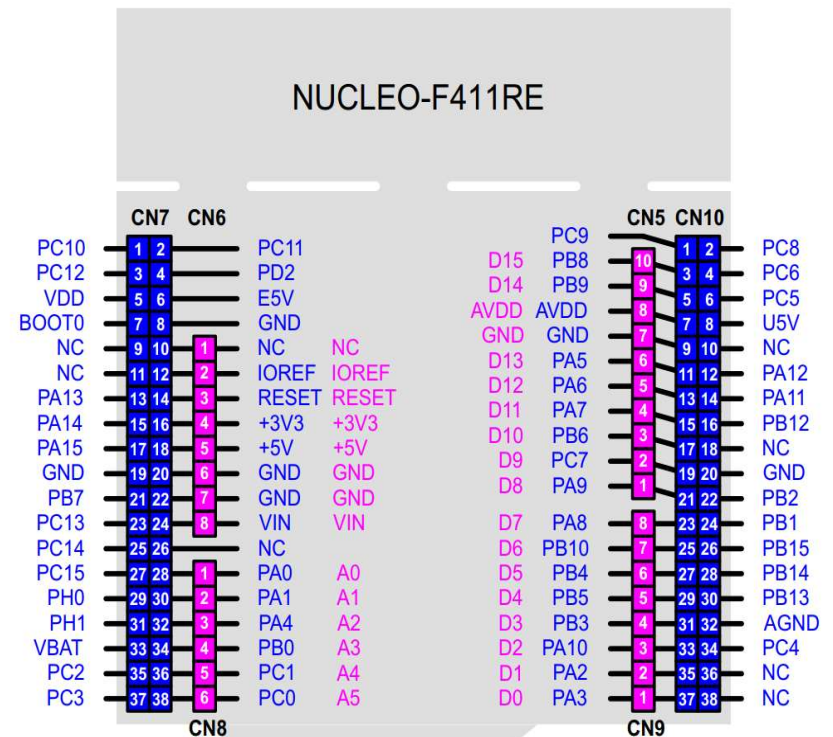 NUCLEO-F411RE
CN7 CN6 CN5 CN10
PC9
PC10 1 2 PC11 1 2 PC8
D15 PB8 10
PC12 3 4 PD2 3 4 PC6
D14 PB9 9
VDD 5 6 E5V 5 6 PC5
AVDD AVDD 8
BOOT0 7 8 GND 7 8 U5V
GND GND 7
NC 9 10 1 NC NC 9 10 NC
D13 PA5 6
NC 11 12 2 IOREF IOREF 11 12 PA12
D12 PA6 5
PA13 13 14 3 RESET RESET 13 14 PA11
D11 PA7 4
PA14 15 16 4 +3V3 +3V3 15 16 PB12
D10 PB6 3
PA15 17 18 5 +5V +5V 17 18 NC
D9 PC7 2
GND 19 20 6 GND GND 19 20 GND
D8 PA9 1
PB7 21 22 7 GND GND 21 22 PB2
PC13 23 24 8 VIN VIN D7 PA8 8 23 24 PB1
PC14 25 26 NC D6 PB10 7 25 26 PB15
PC15 27 28 1 PA0 A0 D5 PB4 6 27 28 PB14
PH0 29 30 2 PA1 A1 D4 PB5 5 29 30 PB13
PH1 31 32 3 PA4 A2 D3 PB3 4 31 32 AGND
VBAT 33 34 4 PB0 A3 D2 PA10 3 33 34 PC4
PC2 35 36 5 PC1 A4 D1 PA2 2 35 36 NC
PC3 37 38 6 PC0 A5 D0 PA3 1 37 38 NC
CN8 CN9